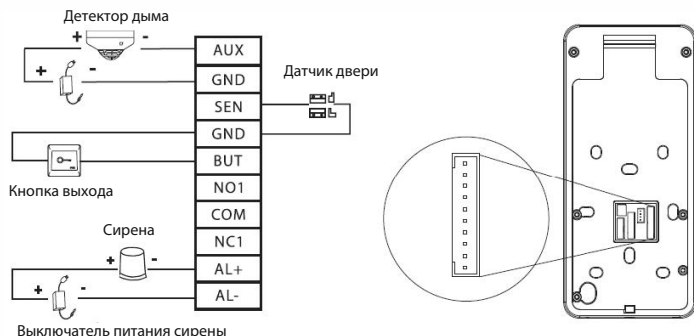 Детектор дыма
+ -
+ -
AUX
GND
SEN
GND
BUT
NO1
COM
NC1
AL+
AL-
Датчик двери
Кнопка выхода
Сирена
+ -
+ -
Выключатель питания сирены